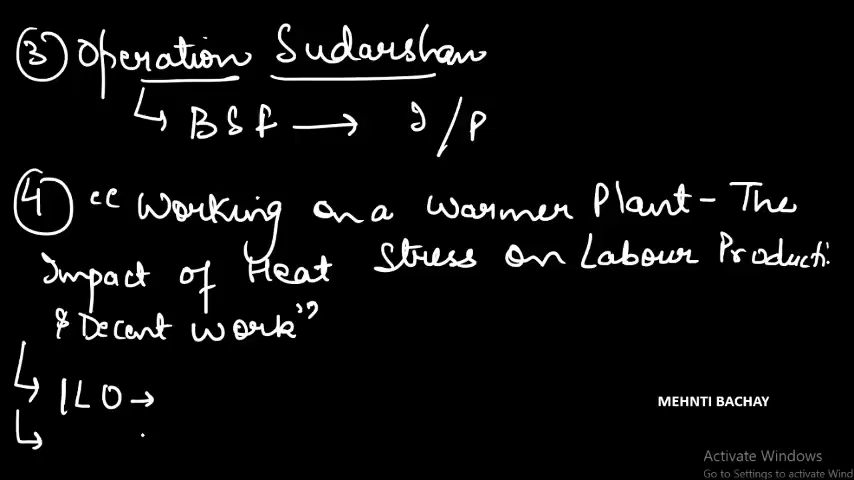 ③ Operation Sudarshan
↳ BSF → I/P
④ "Working on a warmer Plant - The
Impact of Heat Stress on Labour Producti:
& Decent Work"
↳ ILO →
↳
MEHNTI BACHAY
Activate Windows
Go to Settings to activate Wind